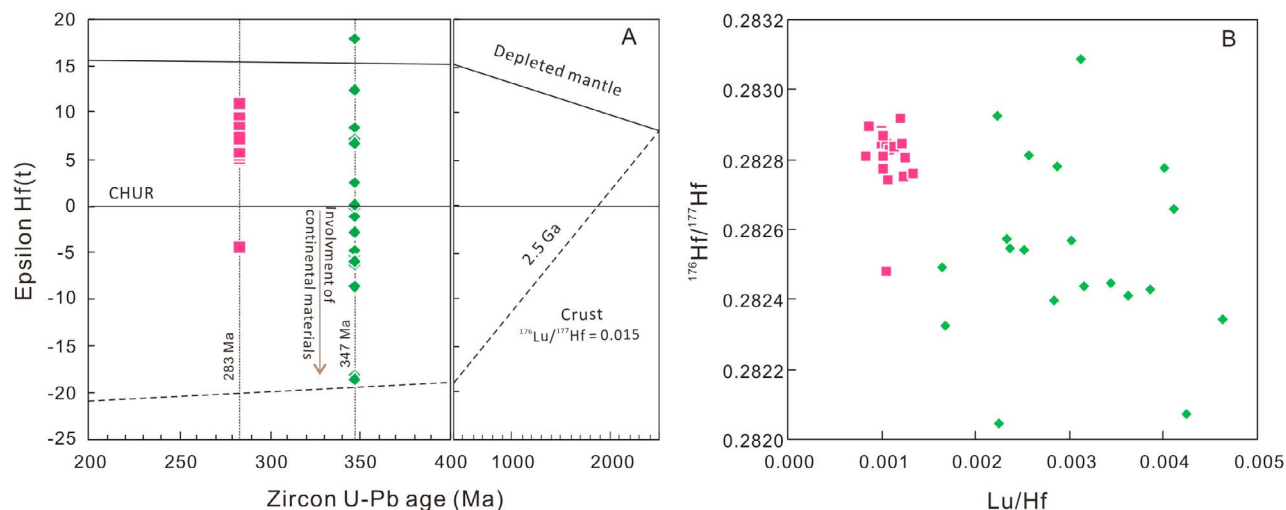 A
20
15
10
5
0
-5
-10
-15
-20
-25
Epsilon Hf(t)
Depleted mantle
CHUR
Involvment of
continental materials
283 Ma
347 Ma
2.5 Ga
Crust
¹⁷⁶Lu/¹⁷⁷Hf = 0.015
200 250 300 350 400 1000 2000
Zircon U-Pb age (Ma)
B
0.2832
0.2830
0.2828
0.2826
0.2824
0.2822
0.2820
¹⁷⁶Hf/¹⁷⁷Hf
0.000 0.001 0.002 0.003 0.004 0.005
Lu/Hf